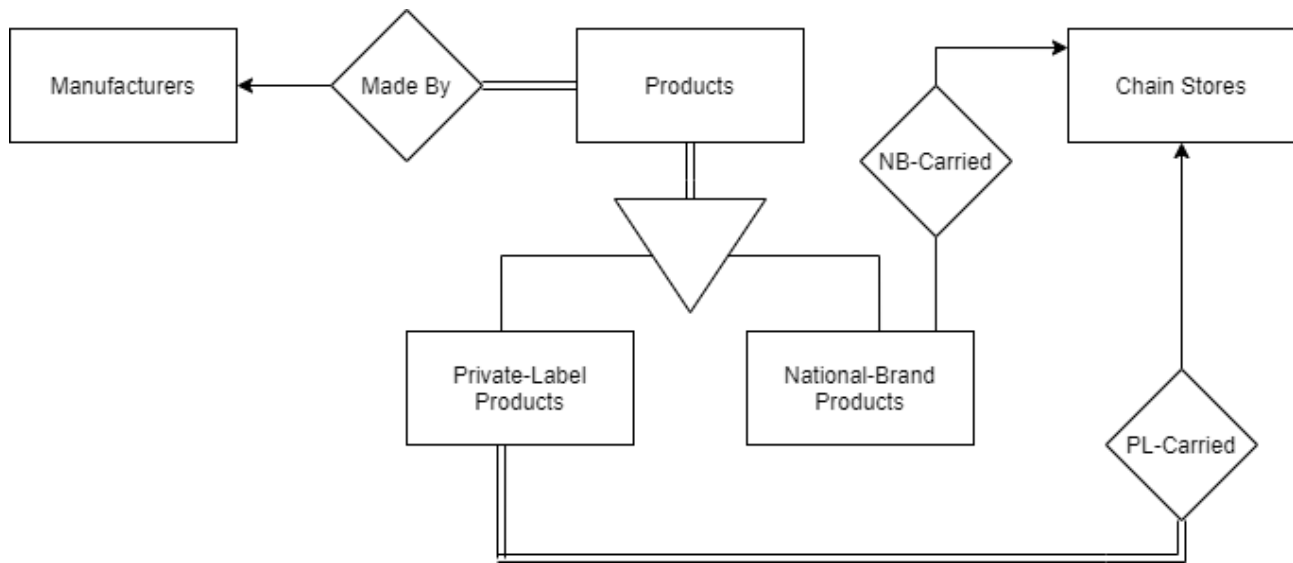 Manufacturers
Made By
Products
Chain Stores
NB-Carried
Private-Label
Products
National-Brand
Products
PL-Carried